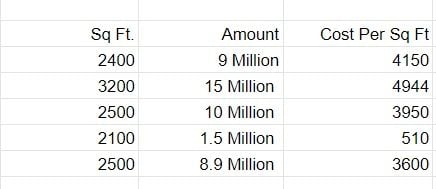 Sq Ft. Amount Cost Per Sq Ft
2400 9 Million 4150
3200 15 Million 4944
2500 10 Million 3950
2100 1.5 Million 510
2500 8.9 Million 3600